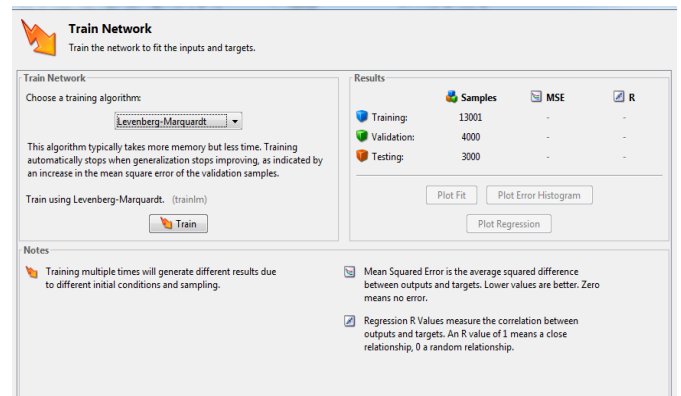 Train Network
Train the network to fit the inputs and targets.
Train Network
Choose a training algorithm:
Levenberg-Marquardt
This algorithm typically takes more memory but less time. Training
automatically stops when generalization stops improving, as indicated by
an increase in the mean square error of the validation samples.
Train using Levenberg-Marquardt. (trainlm)
Train
Results
Samples MSE R
Training: 13001 - -
Validation: 4000 - -
Testing: 3000 - -
Plot Fit Plot Error Histogram
Plot Regression
Notes
Training multiple times will generate different results due
to different initial conditions and sampling.
Mean Squared Error is the average squared difference
between outputs and targets. Lower values are better. Zero
means no error.
Regression R Values measure the correlation between
outputs and targets. An R value of 1 means a close
relationship, 0 a random relationship.